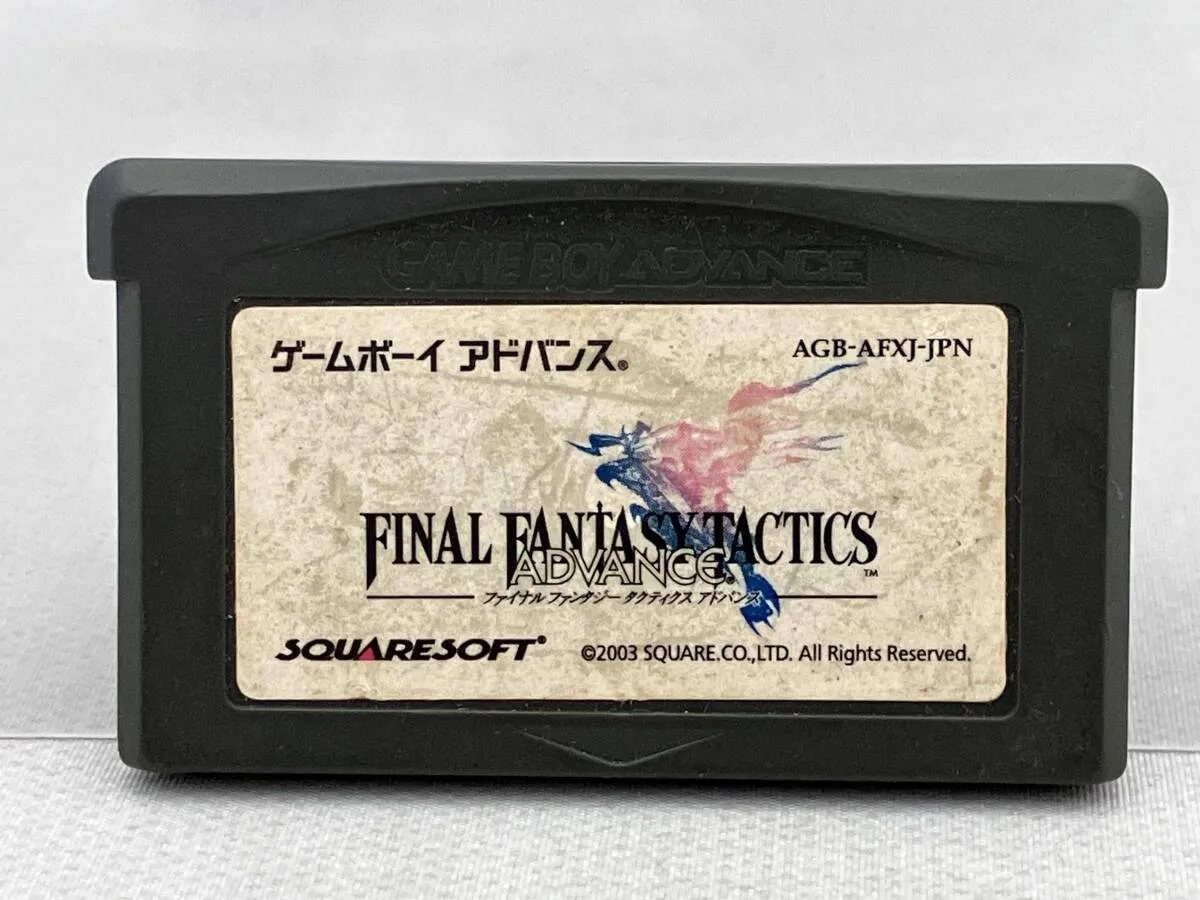 GAME BOY ADVANCE
ゲームボーイ アドバンス®
AGB-AFXJ-JPN
FINAL FANTASY TACTICS™
ADVANCE®
ファイナル ファンタジー タクティクス アドバンス
SQUARESOFT®
©2003 SQUARE.CO.,LTD. All Rights Reserved.